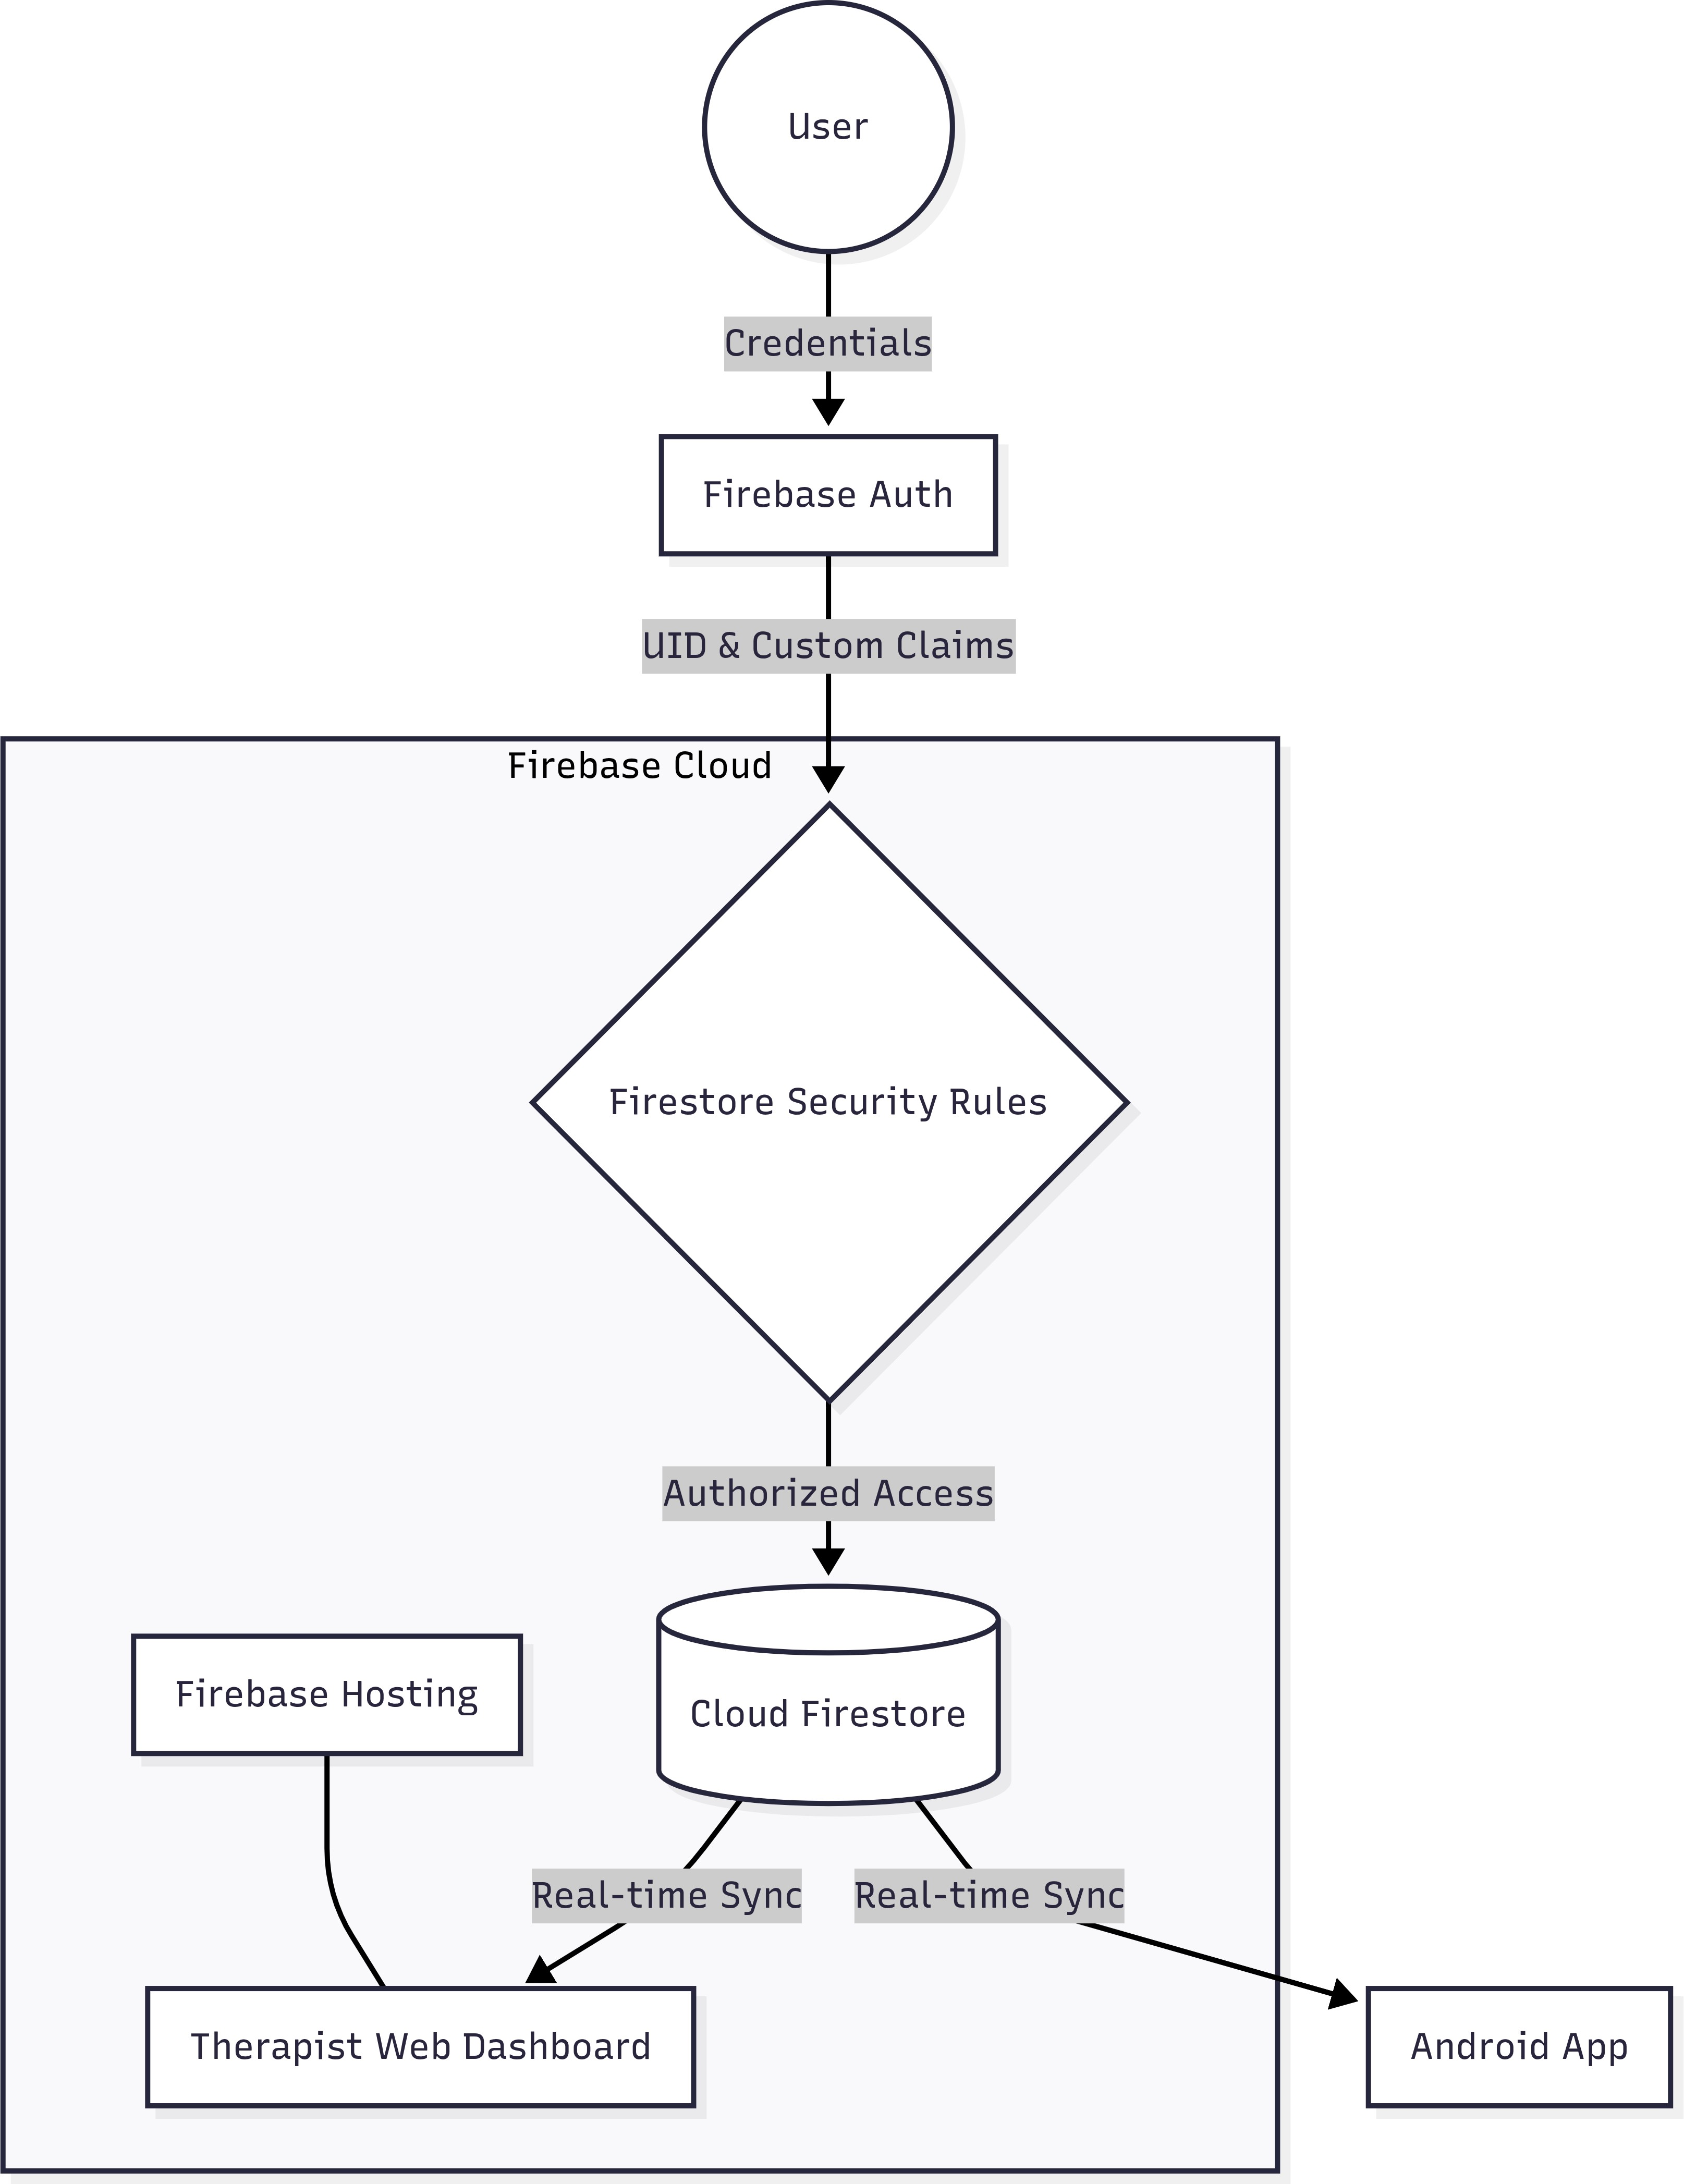 User
Credentials
Firebase Auth
UID & Custom Claims
Firebase Cloud
Firestore Security Rules
Authorized Access
Firebase Hosting
Cloud Firestore
Real-time Sync
Real-time Sync
Therapist Web Dashboard
Android App